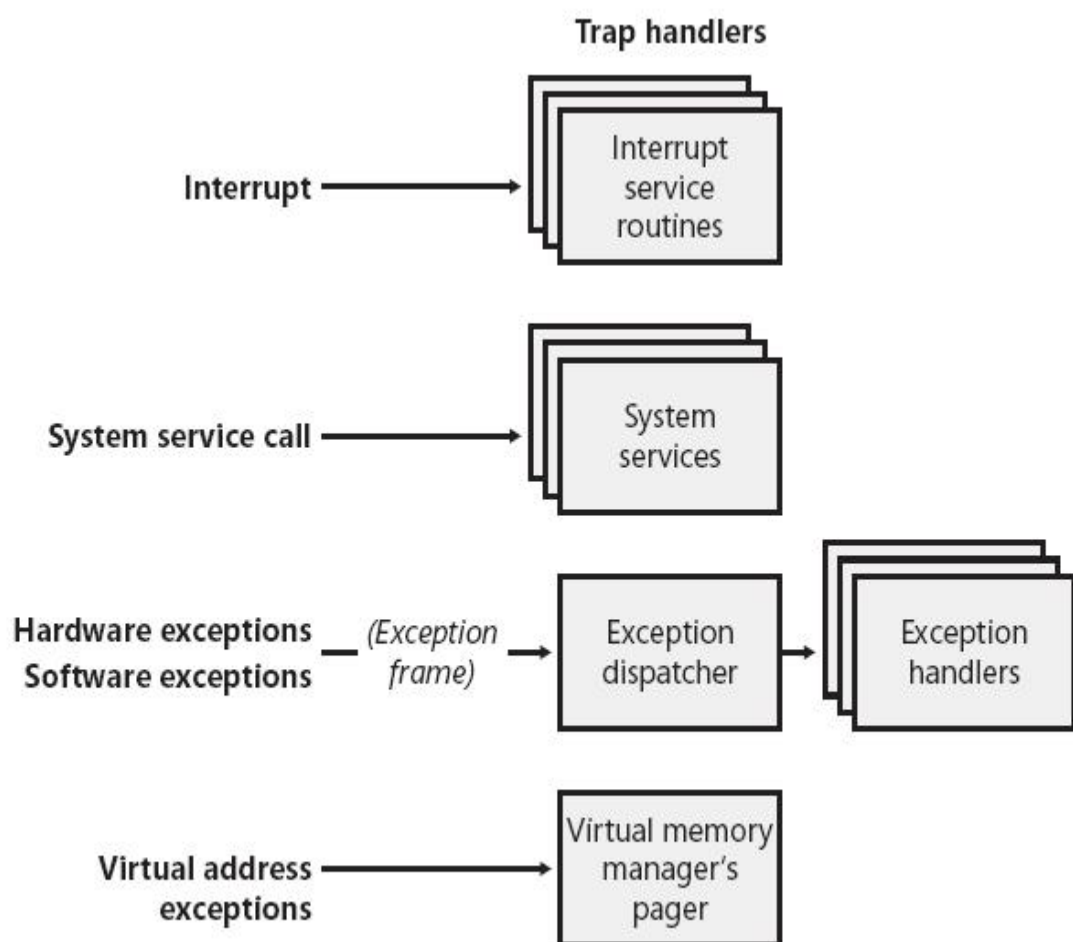 Trap handlers
Interrupt
Interrupt
service
routines
System service call
System
services
Hardware exceptions
Software exceptions
(Exception
frame)
Exception
dispatcher
Exception
handlers
Virtual address
exceptions
Virtual memory
manager's
pager